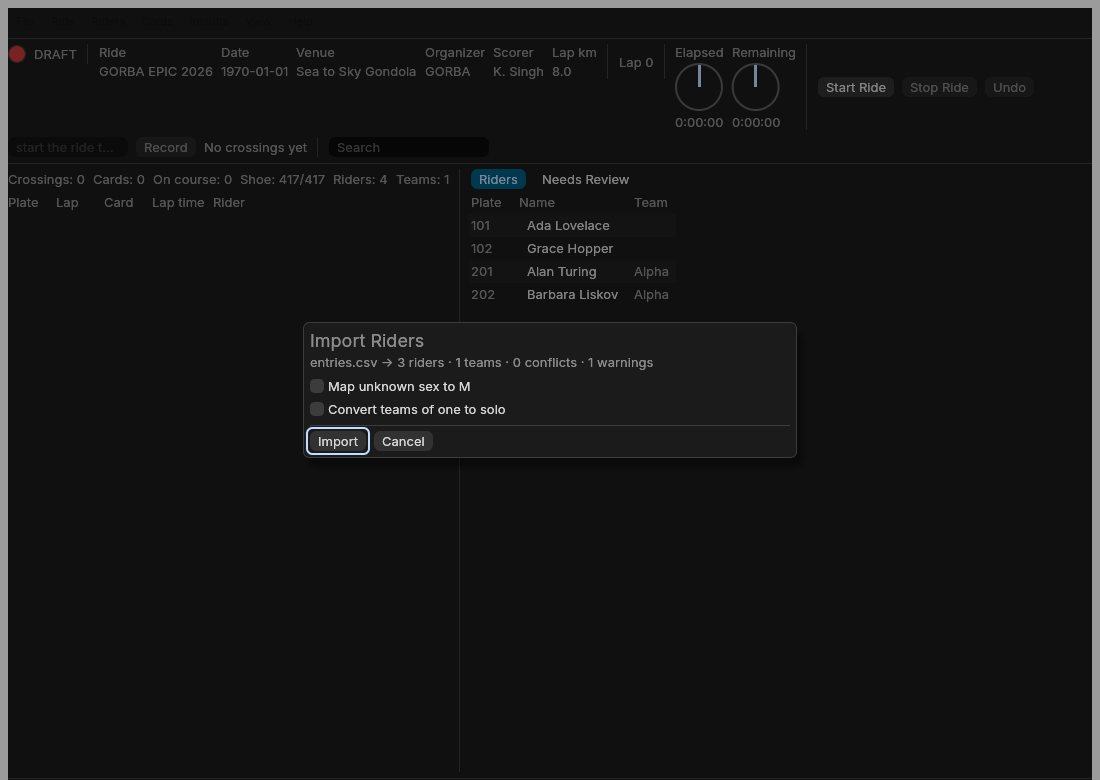 DRAFT
Ride Date Venue Organizer Scorer Lap km
GORBA EPIC 2026 1970-01-01 Sea to Sky Gondola GORBA K. Singh 8.0
Lap 0
Elapsed Remaining
0:00:00 0:00:00
Start Ride Stop Ride Undo
start the ride t... Record No crossings yet Search
Crossings: 0 Cards: 0 On course: 0 Shoe: 417/417 Riders: 4 Teams: 1
Plate Lap Card Lap time Rider
Riders Needs Review
Plate Name Team
101 Ada Lovelace
102 Grace Hopper
201 Alan Turing Alpha
202 Barbara Liskov Alpha
Import Riders
entries.csv → 3 riders · 1 teams · 0 conflicts · 1 warnings
Map unknown sex to M
Convert teams of one to solo
Import Cancel